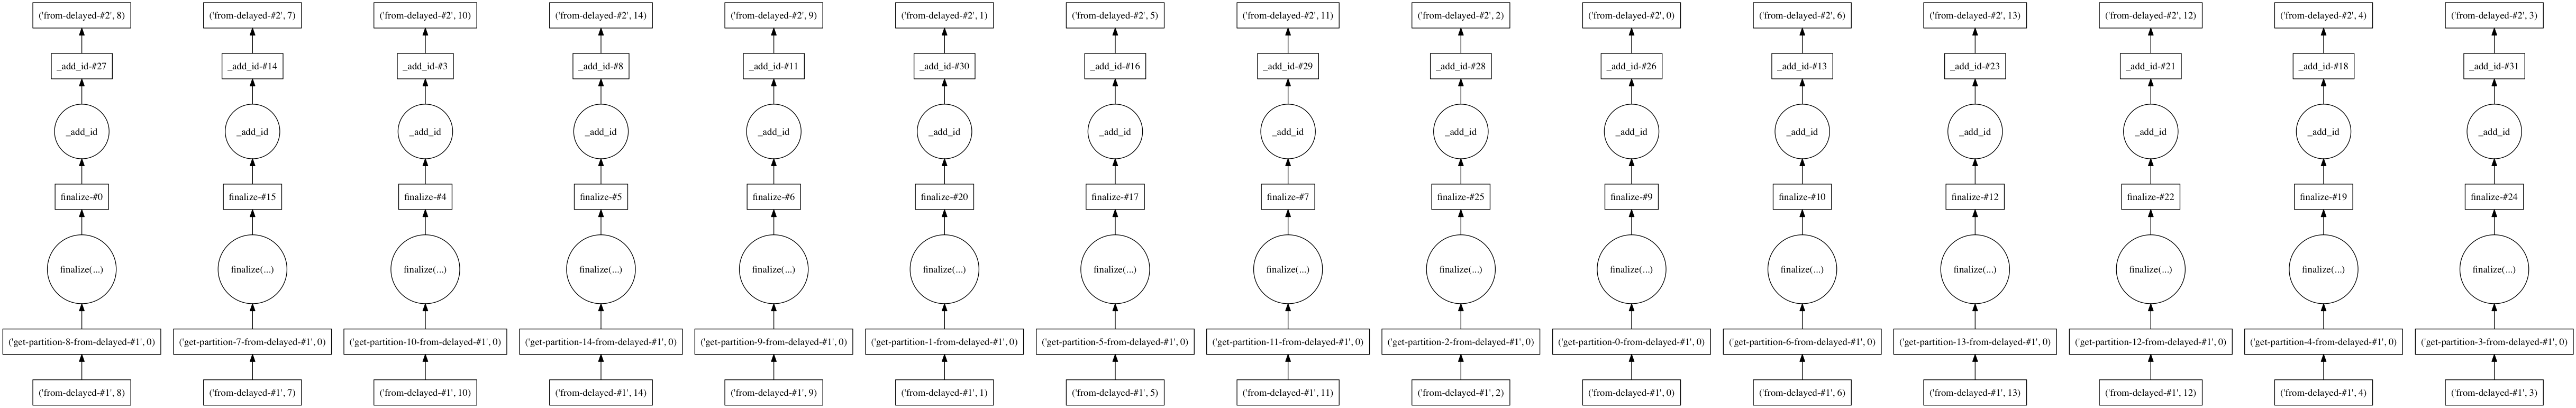 ('from-delayed-#2', 8) ('from-delayed-#2', 7) ('from-delayed-#2', 10) ('from-delayed-#2', 14) ('from-delayed-#2', 9) ('from-delayed-#2', 1) ('from-delayed-#2', 5) ('from-delayed-#2', 11) ('from-delayed-#2', 2) ('from-delayed-#2', 0) ('from-delayed-#2', 6) ('from-delayed-#2', 13) ('from-delayed-#2', 12) ('from-delayed-#2', 4) ('from-delayed-#2', 3)
_add_id-#27 _add_id-#14 _add_id-#3 _add_id-#8 _add_id-#11 _add_id-#30 _add_id-#16 _add_id-#29 _add_id-#28 _add_id-#26 _add_id-#13 _add_id-#23 _add_id-#21 _add_id-#18 _add_id-#31
_add_id _add_id _add_id _add_id _add_id _add_id _add_id _add_id _add_id _add_id _add_id _add_id _add_id _add_id _add_id
finalize-#0 finalize-#15 finalize-#4 finalize-#5 finalize-#6 finalize-#20 finalize-#17 finalize-#7 finalize-#25 finalize-#9 finalize-#10 finalize-#12 finalize-#22 finalize-#19 finalize-#24
finalize(...) finalize(...) finalize(...) finalize(...) finalize(...) finalize(...) finalize(...) finalize(...) finalize(...) finalize(...) finalize(...) finalize(...) finalize(...) finalize(...) finalize(...)
('get-partition-8-from-delayed-#1', 0) ('get-partition-7-from-delayed-#1', 0) ('get-partition-10-from-delayed-#1', 0) ('get-partition-14-from-delayed-#1', 0) ('get-partition-9-from-delayed-#1', 0) ('get-partition-1-from-delayed-#1', 0) ('get-partition-5-from-delayed-#1', 0) ('get-partition-11-from-delayed-#1', 0) ('get-partition-2-from-delayed-#1', 0) ('get-partition-0-from-delayed-#1', 0) ('get-partition-6-from-delayed-#1', 0) ('get-partition-13-from-delayed-#1', 0) ('get-partition-12-from-delayed-#1', 0) ('get-partition-4-from-delayed-#1', 0) ('get-partition-3-from-delayed-#1', 0)
('from-delayed-#1', 8) ('from-delayed-#1', 7) ('from-delayed-#1', 10) ('from-delayed-#1', 14) ('from-delayed-#1', 9) ('from-delayed-#1', 1) ('from-delayed-#1', 5) ('from-delayed-#1', 11) ('from-delayed-#1', 2) ('from-delayed-#1', 0) ('from-delayed-#1', 6) ('from-delayed-#1', 13) ('from-delayed-#1', 12) ('from-delayed-#1', 4) ('from-delayed-#1', 3)